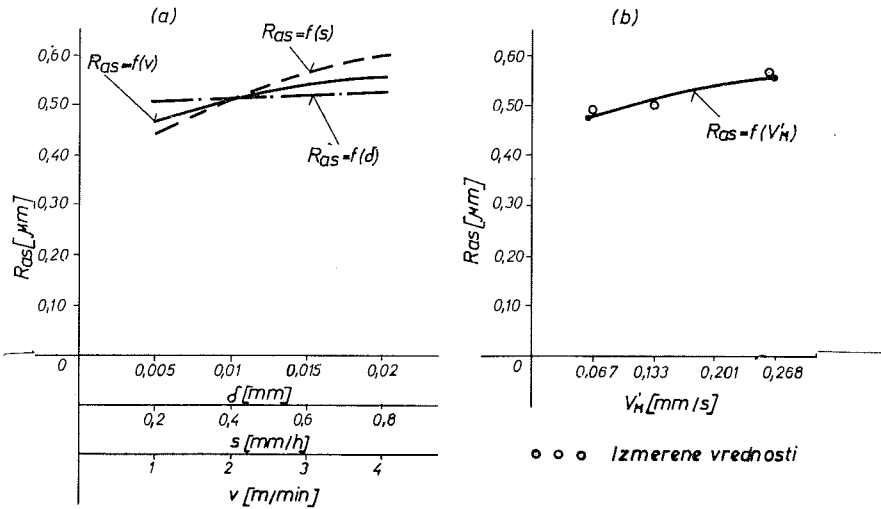 (a)
Ras=f(s)
Ras=f(v)
Ras=f(d)
0,60
0,50
0,40
0,30
0,20
0,10
0
Ras[μm]
0,005 0,01 0,015 0,02
δ[mm]
0,2 0,4 0,6 0,8
s[mm/h]
1 2 3 4
v[m/min]
(b)
0,60
0,50
0,40
0,30
0,20
0,10
0
Ras[μm]
Ras=f(V'M)
0,067 0,133 0,201 0,268
V'M[mm/s]
Izmerene vrednosti